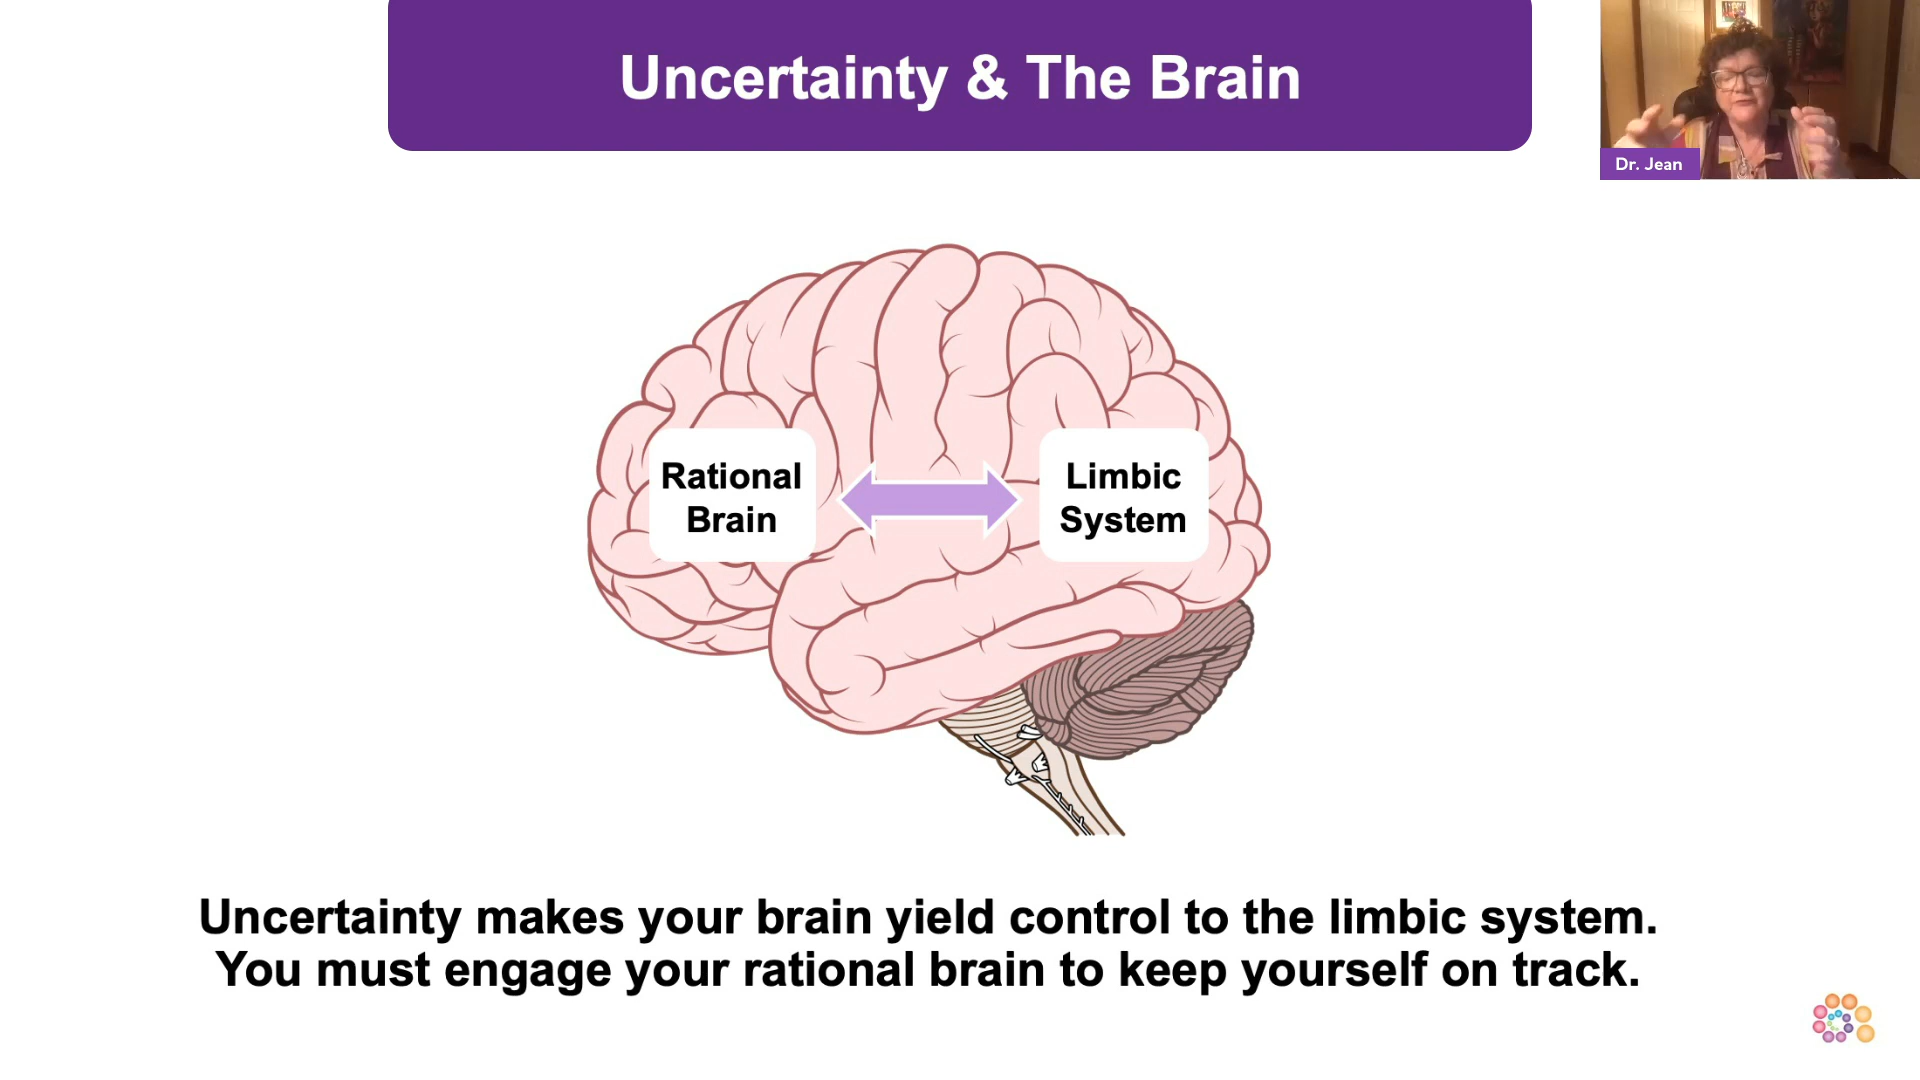 Uncertainty & The Brain
Dr. Jean
Rational
Brain
Limbic
System
Uncertainty makes your brain yield control to the limbic system.
You must engage your rational brain to keep yourself on track.